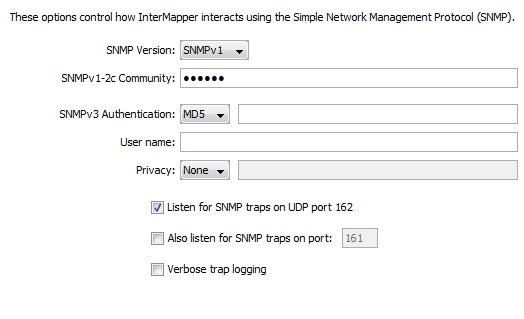 These options control how InterMapper interacts using the Simple Network Management Protocol (SNMP).
SNMP Version: SNMPv1
SNMPv1-2c Community: ••••••
SNMPv3 Authentication: MD5
User name:
Privacy: None
Listen for SNMP traps on UDP port 162
Also listen for SNMP traps on port: 161
Verbose trap logging